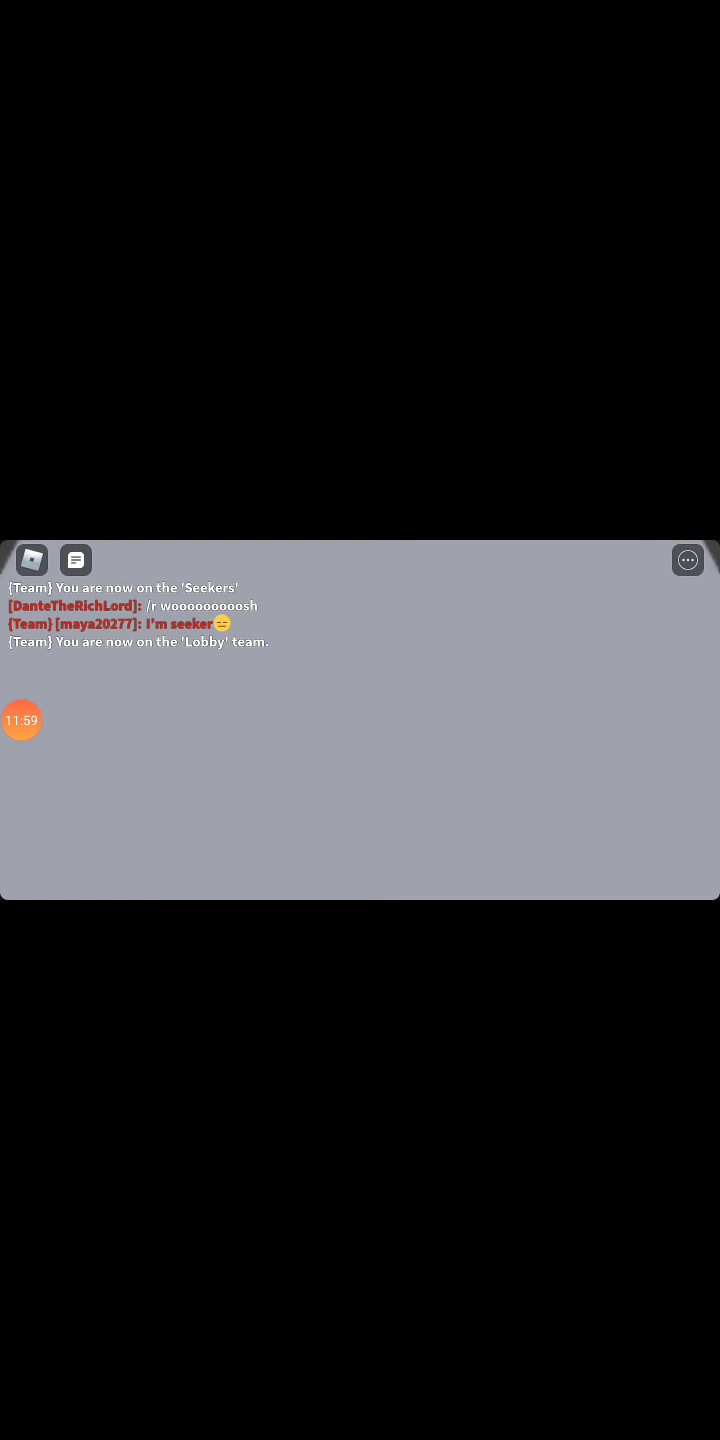 {Team} You are now on the 'Seekers'
[DanteTheRichLord]: /r wooooooooosh
{Team} [maya20277]: I'm seeker😑
{Team} You are now on the 'Lobby' team.
11:59